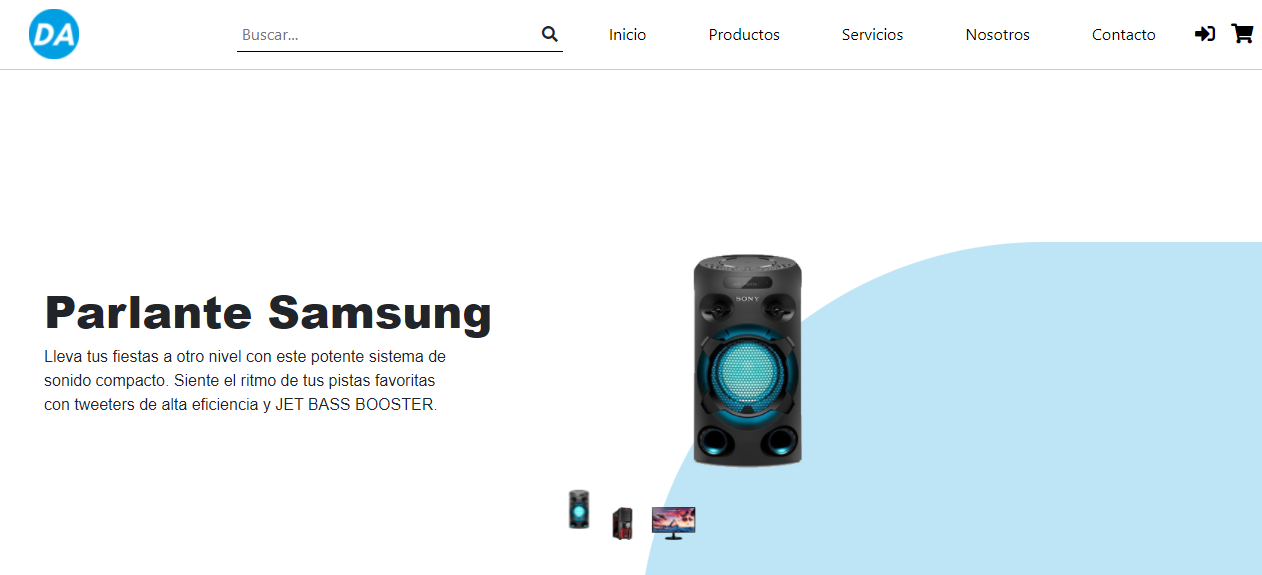 DA
Buscar...
Inicio
Productos
Servicios
Nosotros
Contacto
SONY
Parlante Samsung
Lleva tus fiestas a otro nivel con este potente sistema de
sonido compacto. Siente el ritmo de tus pistas favoritas
con tweeters de alta eficiencia y JET BASS BOOSTER.